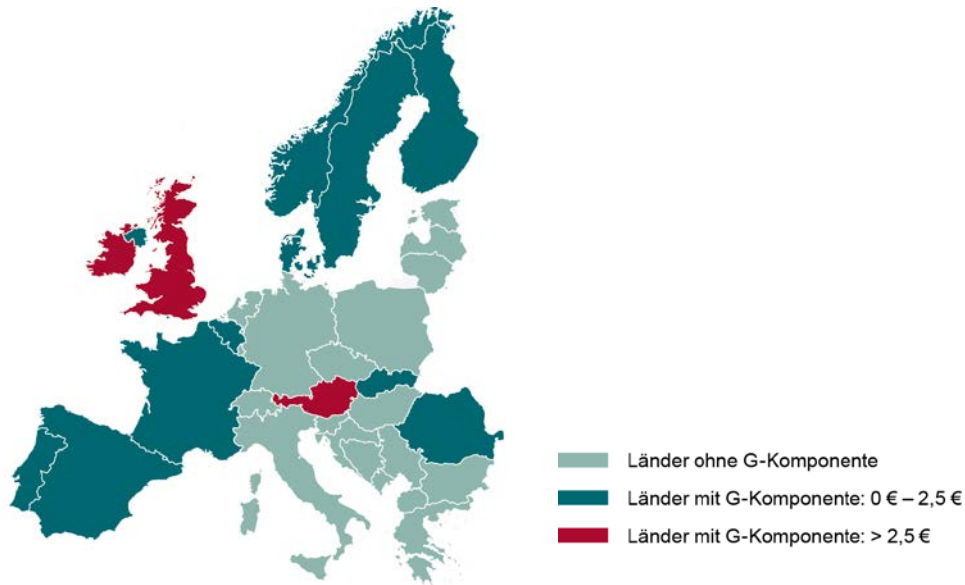 Länder ohne G-Komponente
Länder mit G-Komponente: 0 € – 2,5 €
Länder mit G-Komponente: > 2,5 €